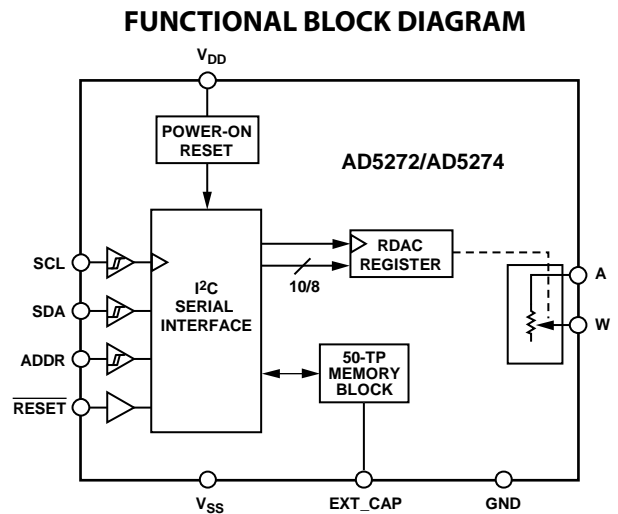 FUNCTIONAL BLOCK DIAGRAM
VDD
POWER-ON
RESET
AD5272/AD5274
SCL
SDA
ADDR
RESET
I2C
SERIAL
INTERFACE
10/8
RDAC
REGISTER
A
W
50-TP
MEMORY
BLOCK
VSS
EXT_CAP
GND